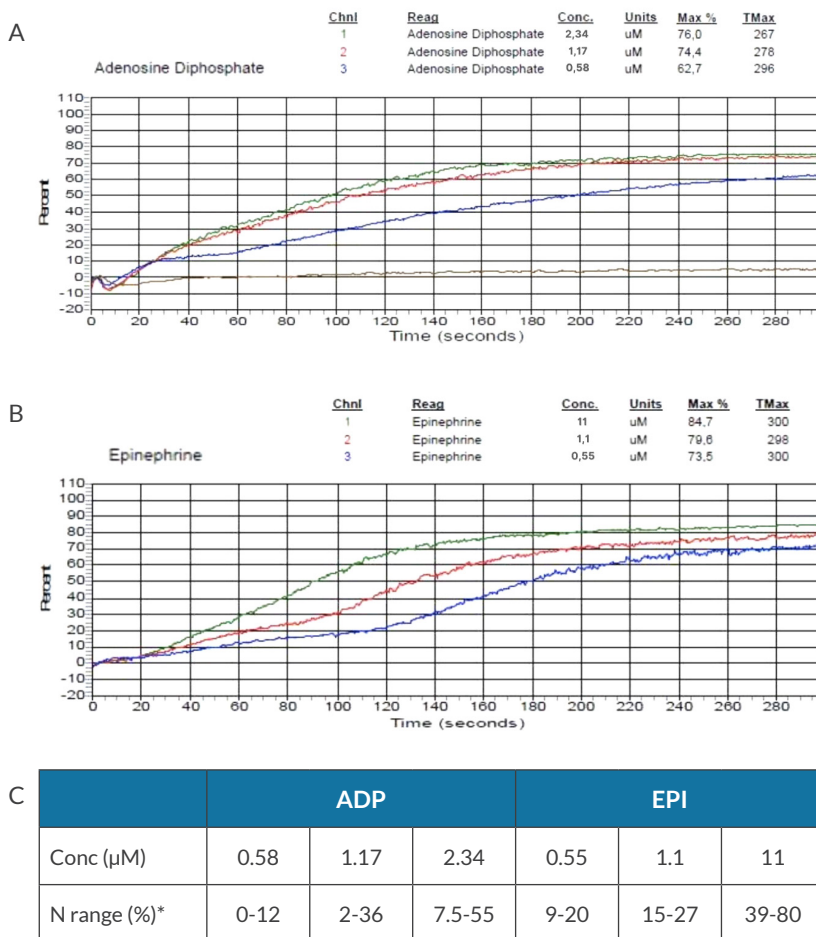 A
Chnl Reag Conc. Units Max % TMax
1 Adenosine Diphosphate 2,34 uM 76,0 267
2 Adenosine Diphosphate 1,17 uM 74,4 278
3 Adenosine Diphosphate 0,58 uM 62,7 296
Adenosine Diphosphate
110
100
90
80
70
60
50
40
30
20
10
0
-10
-20
Percent
0 20 40 60 80 100 120 140 160 180 200 220 240 260 280
Time (seconds)
B
Chnl Reag Conc. Units Max % TMax
1 Epinephrine 11 uM 84,7 300
2 Epinephrine 1,1 uM 79,6 298
3 Epinephrine 0,55 uM 73,5 300
Epinephrine
110
100
90
80
70
60
50
40
30
20
10
0
-10
-20
Percent
0 20 40 60 80 100 120 140 160 180 200 220 240 260 280
Time (seconds)
C
ADP EPI
Conc (µM) 0.58 1.17 2.34 0.55 1.1 11
N range (%)* 0-12 2-36 7.5-55 9-20 15-27 39-80